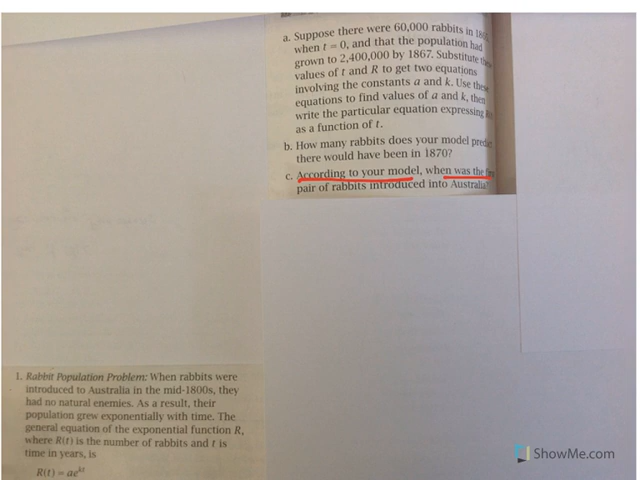 a. Suppose there were 60,000 rabbits in
when t = 0, and that the population had
grown to 2,400,000 by 1867. Substitute
values of t and R to get two equations
involving the constants a and k. Use these
equations to find values of a and k, then
write the particular equation expressing
as a function of t.
b. How many rabbits does your model
there would have been in 1870?
c. According to your model, when was the
pair of rabbits introduced into Australia
1. Rabbit Population Problem: When rabbits were
introduced to Australia in the mid-1800s, they
had no natural enemies. As a result, their
population grew exponentially with time. The
general equation of the exponential function R,
where R(t) is the number of rabbits and t is
time in years, is
R(t) = ae^{kt}
ShowMe.com